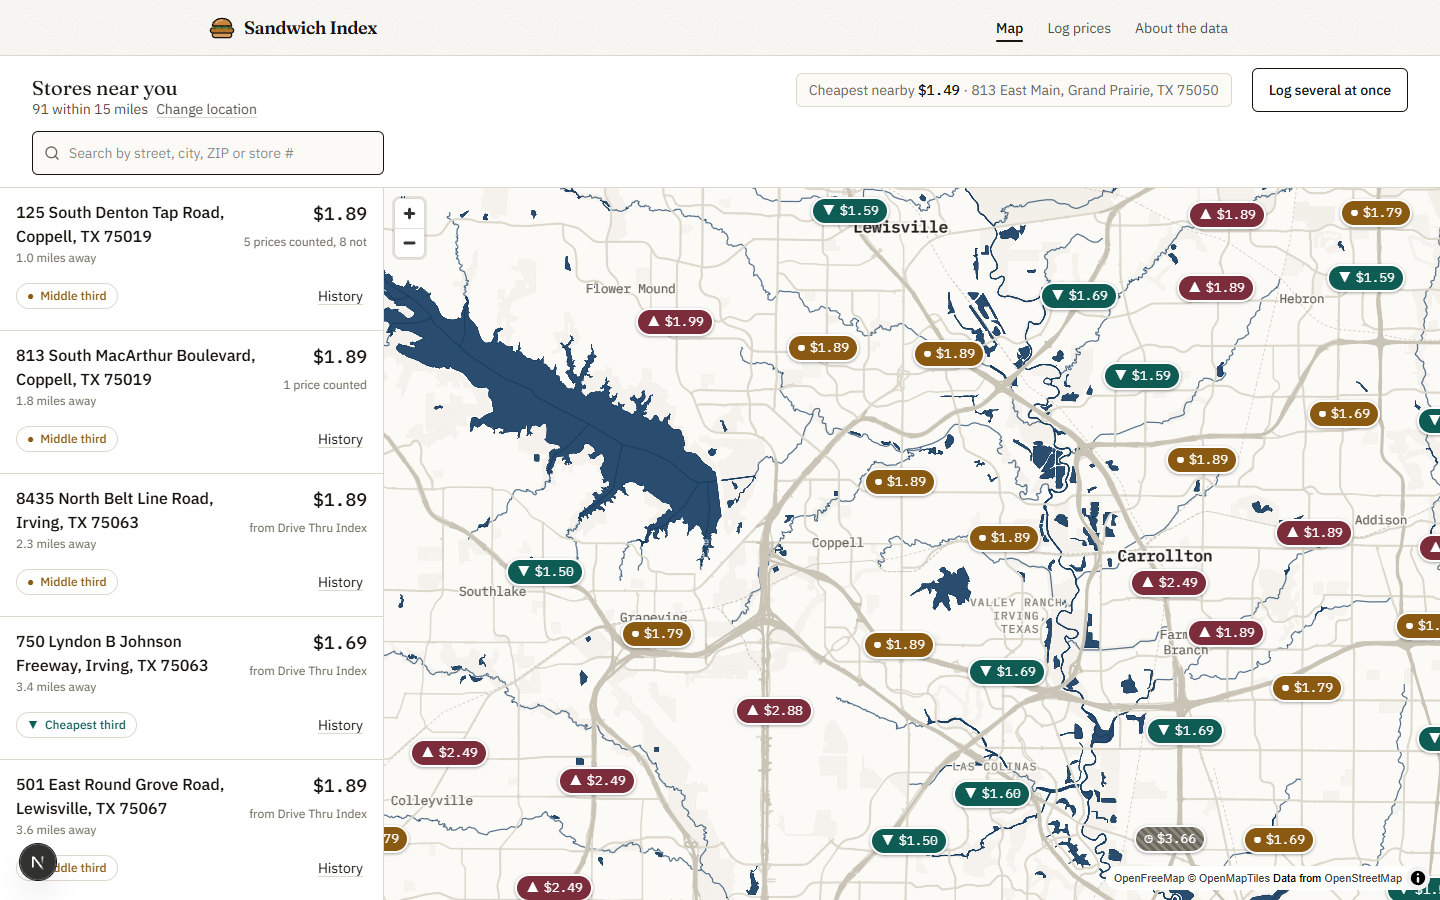 Sandwich Index
Map
Log prices
About the data
Stores near you
91 within 15 miles Change location
Cheapest nearby $1.49 · 813 East Main, Grand Prairie, TX 75050
Log several at once
Search by street, city, ZIP or store #
125 South Denton Tap Road,
Coppell, TX 75019
$1.89
5 prices counted, 8 not
1.0 miles away
Middle third
History
813 South MacArthur Boulevard,
Coppell, TX 75019
$1.89
1 price counted
1.8 miles away
Middle third
History
8435 North Belt Line Road,
Irving, TX 75063
$1.89
from Drive Thru Index
2.3 miles away
Middle third
History
750 Lyndon B Johnson
Freeway, Irving, TX 75063
$1.69
from Drive Thru Index
3.4 miles away
▼ Cheapest third
History
501 East Round Grove Road,
Lewisville, TX 75067
$1.89
from Drive Thru Index
3.6 miles away
N
ddle third
History
+
−
▼ $1.59
Lewisville
▲ $1.89
● $1.79
▼ $1.59
Flower Mound
▲ $1.89
▼ $1.69
Hebron
▲ $1.99
● $1.89
● $1.89
▼ $1.59
● $1.69
● $1.89
● $1.89
▲ $1.89
Addison
● $1.89
Coppell
Carrollton
▼ $1.50
▲ $2.49
Southlake
VALLEY RANCH,
IRVING,
TEXAS
Grapevine
● $1.79
● $1.89
Farm
Branch
▲ $1.89
● $1.
▼ $1.69
● $1.79
▲ $2.88
▼ $1.69
▲ $2.49
▲ $2.49
LAS COLINAS
▼ $1.60
Colleyville
79
▼ $1.50
$3.66
● $1.69
▲ $2.49
OpenFreeMap © OpenMapTiles Data from OpenStreetMap